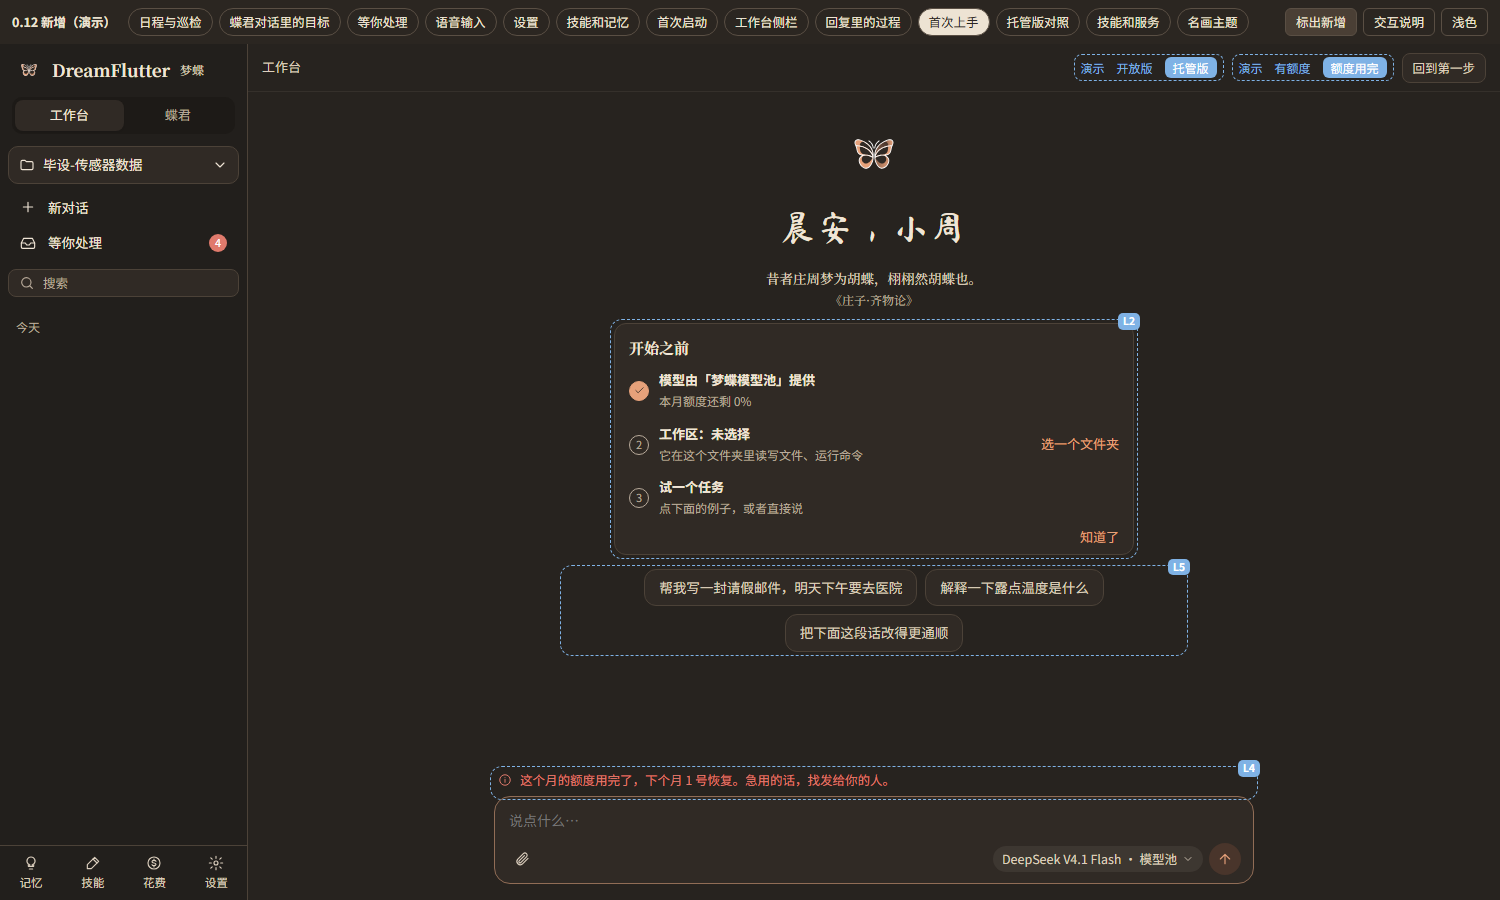 0.12 新增（演示） 日程与巡检 蝶君对话里的目标 等你处理 语音输入 设置 技能和记忆 首次启动 工作台侧栏 回复里的过程 首次上手 托管版对照 技能和服务 名画主题 标出新增 交互说明 浅色
DreamFlutter 梦蝶
工作台 蝶君
毕设-传感器数据
新对话
等你处理 4
搜索
今天
记忆 技能 花费 设置
工作台
演示 开放版 托管版 演示 有额度 额度用完 回到第一步
晨安，小周
昔者庄周梦为胡蝶，栩栩然胡蝶也。
《庄子·齐物论》
L2
开始之前
模型由「梦蝶模型池」提供
本月额度还剩 0%
2 工作区：未选择
它在这个文件夹里读写文件、运行命令
选一个文件夹
3 试一个任务
点下面的例子，或者直接说
知道了
L5
帮我写一封请假邮件，明天下午要去医院 解释一下露点温度是什么
把下面这段话改得更通顺
L4
这个月的额度用完了，下个月 1 号恢复。急用的话，找发给你的人。
说点什么…
DeepSeek V4.1 Flash · 模型池